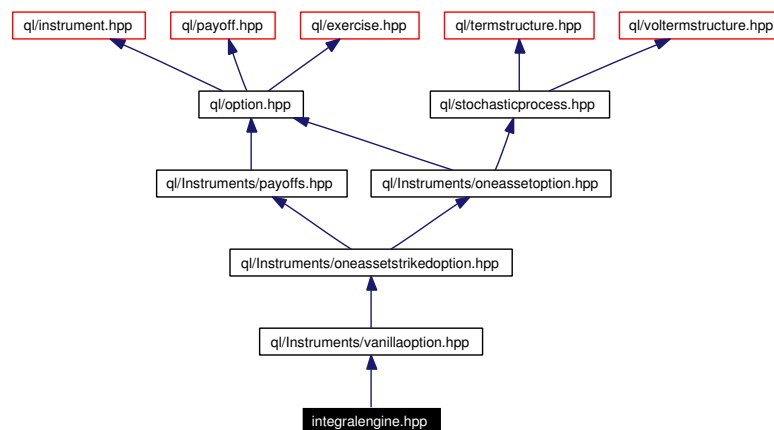 ql/instrument.hpp
ql/payoff.hpp
ql/exercise.hpp
ql/termstructure.hpp
ql/voltermstructure.hpp
ql/option.hpp
ql/stochasticprocess.hpp
ql/Instruments/payoffs.hpp
ql/Instruments/oneassetoption.hpp
ql/Instruments/oneassetstrikedoption.hpp
ql/Instruments/vanillaoption.hpp
integralengine.hpp